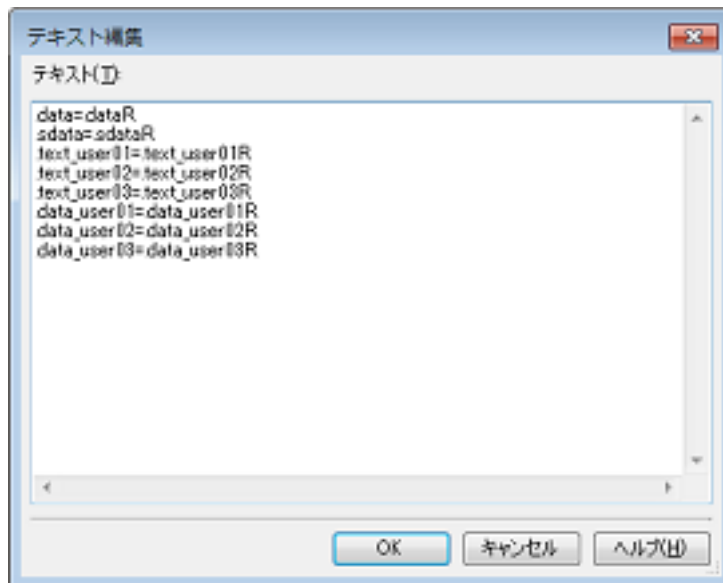 テキスト編集
テキスト(T):
.data=.dataR
.sdata=.sdataR
.text_user01=.text_user01R
.text_user02=.text_user02R
.text_user03=.text_user03R
.data_user01=.data_user01R
.data_user02=.data_user02R
.data_user03=.data_user03R
OK
キャンセル
ヘルプ(H)